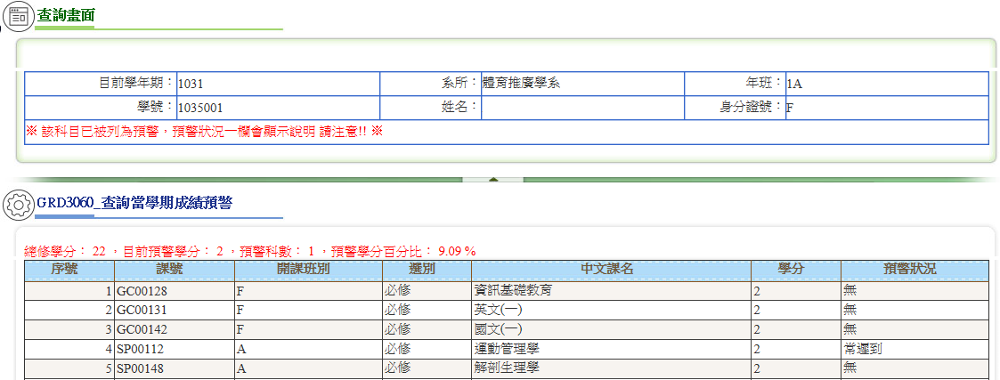 查詢畫面
目前學年期： 1031 系所： 體育推廣學系 年班： 1A
學號： 1035001 姓名： 身分證號： F
※ 該科目已被列為預警，預警狀況一欄會顯示說明 請注意!! ※
GRD3060_查詢當學期成績預警
總修學分： 22 ，目前預警學分： 2 ，預警科數： 1 ，預警學分百分比： 9.09 %
序號 課號 開課班別 選別 中文課名 學分 預警狀況
1 GC00128 F 必修 資訊基礎教育 2 無
2 GC00131 F 必修 英文(一) 2 無
3 GC00142 F 必修 國文(一) 2 無
4 SP00112 A 必修 運動管理學 2 常遲到
5 SP00148 A 必修 解剖生理學 2 無